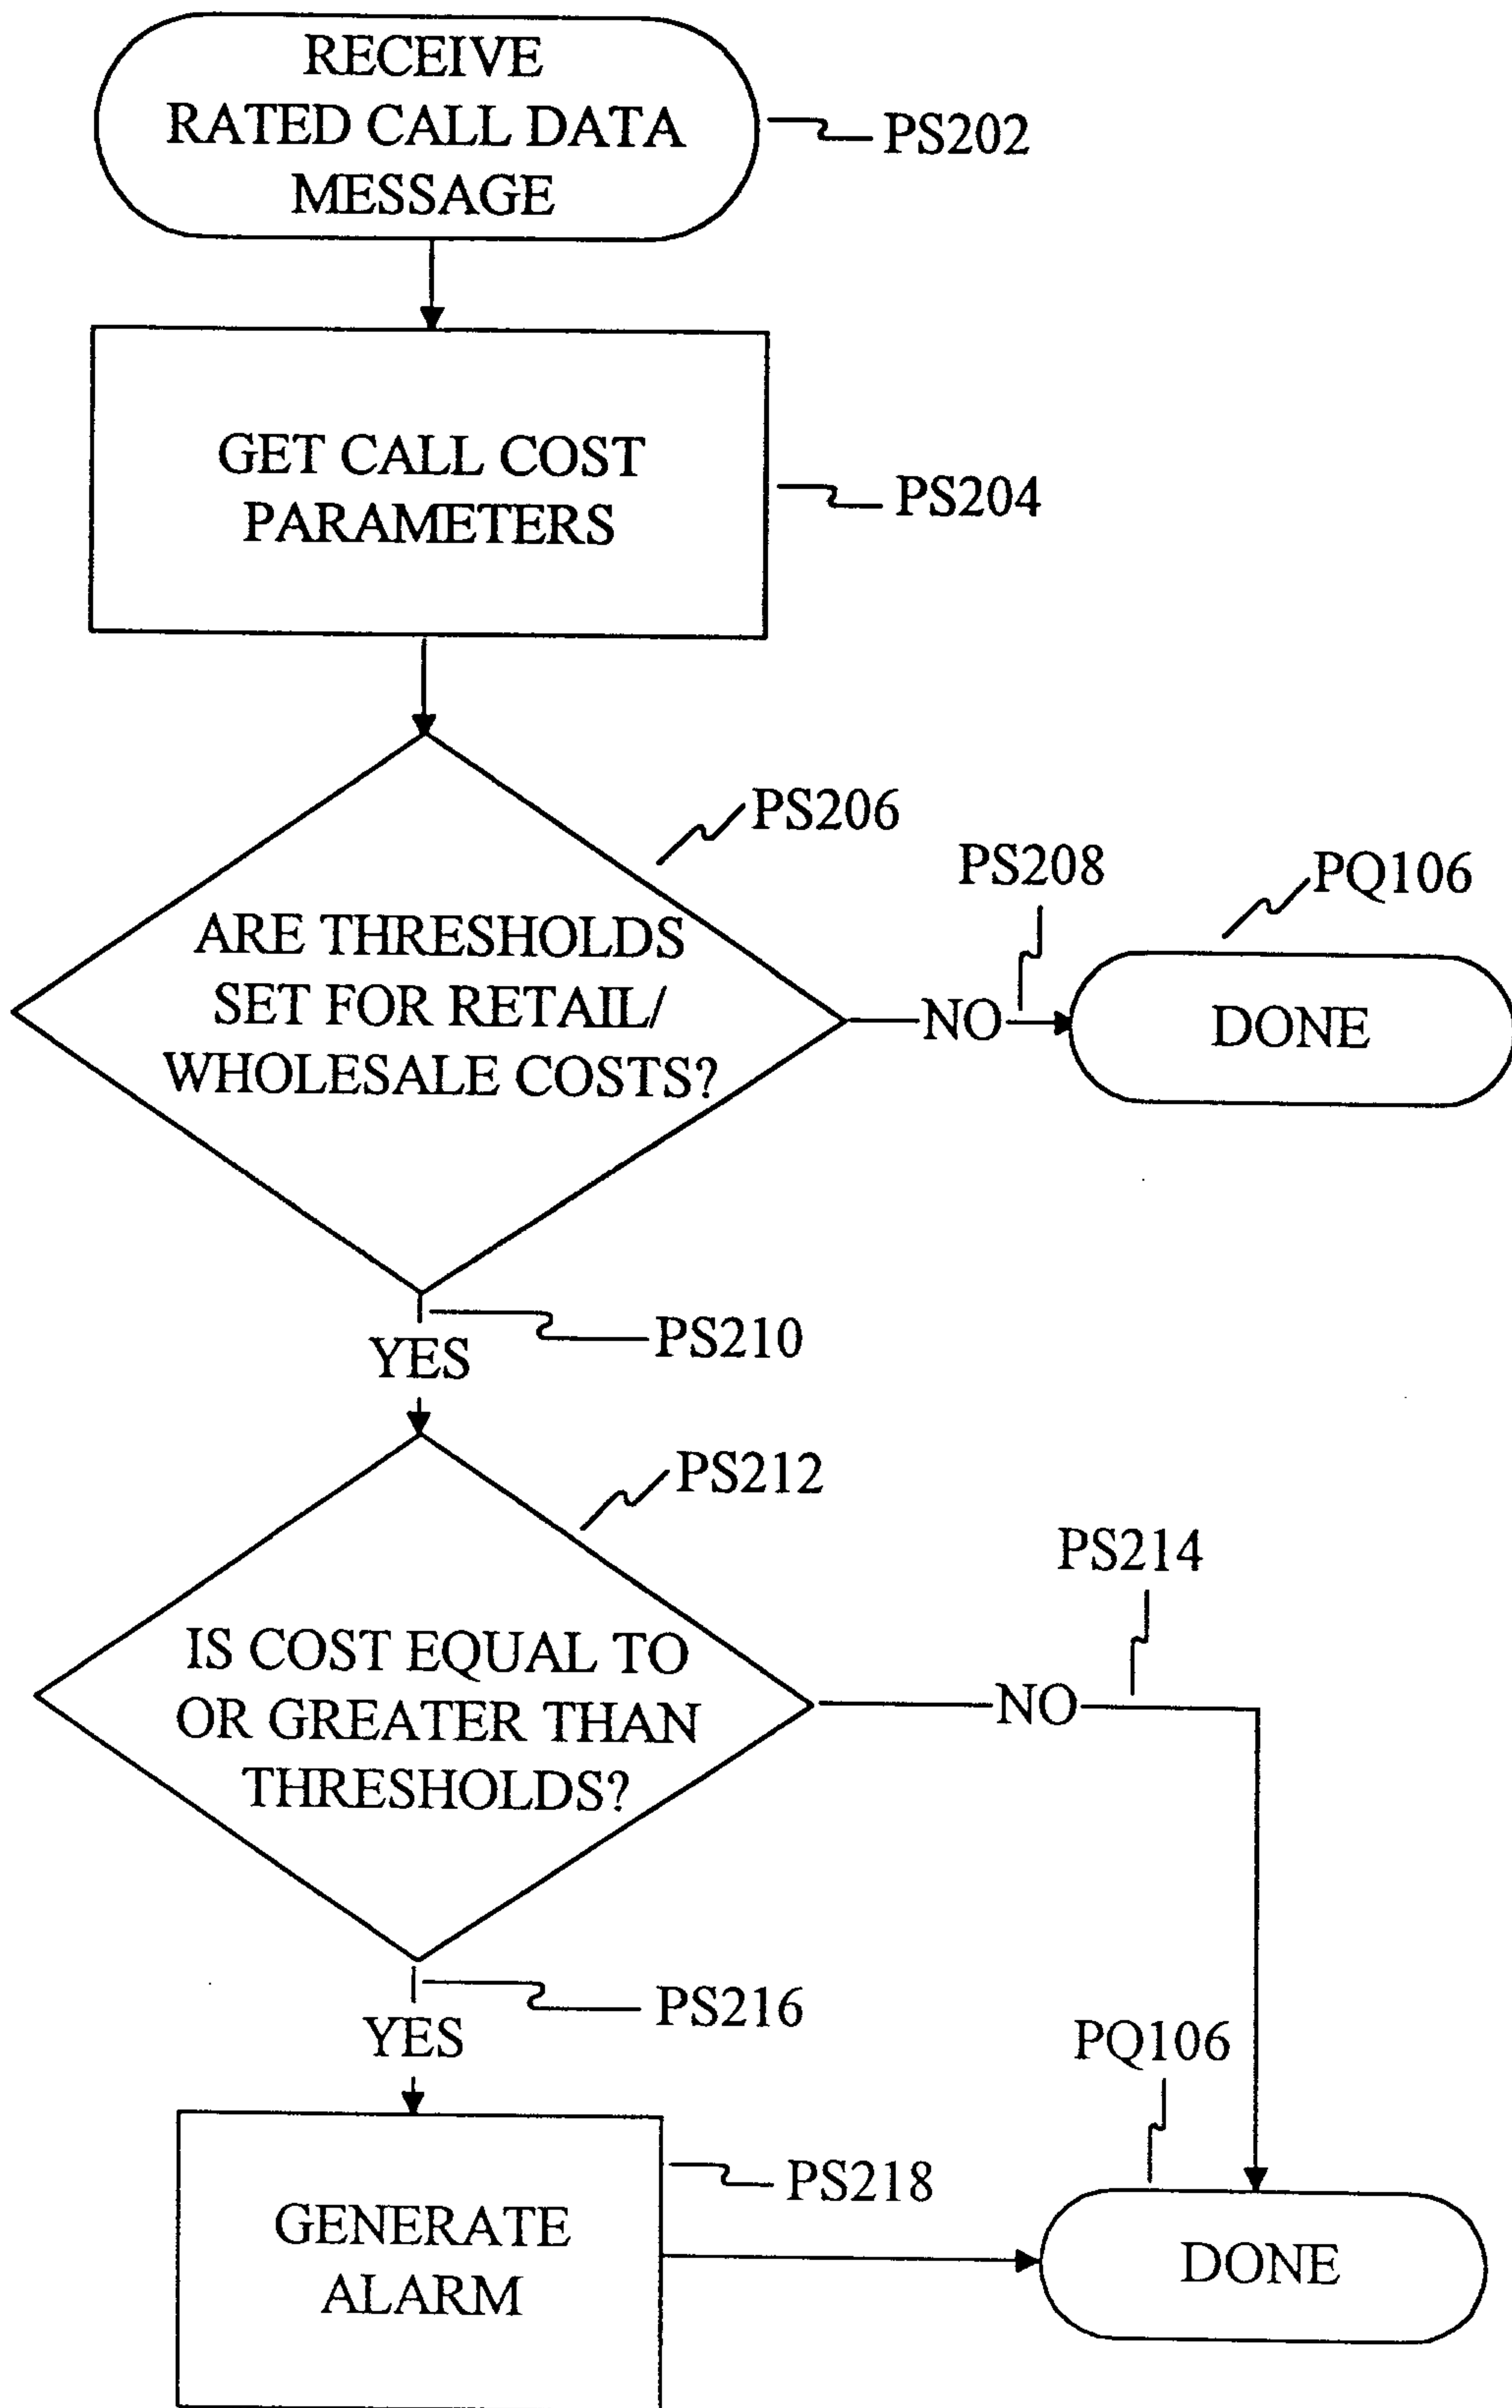 RECEIVE
RATED CALL DATA
MESSAGE
PS202
GET CALL COST
PARAMETERS
PS204
PS206
ARE THRESHOLDS
SET FOR RETAIL/
WHOLESALE COSTS?
PS208
NO
PQ106
DONE
PS210
YES
PS212
IS COST EQUAL TO
OR GREATER THAN
THRESHOLDS?
PS214
NO
PS216
YES
PQ106
PS218
GENERATE
ALARM
DONE